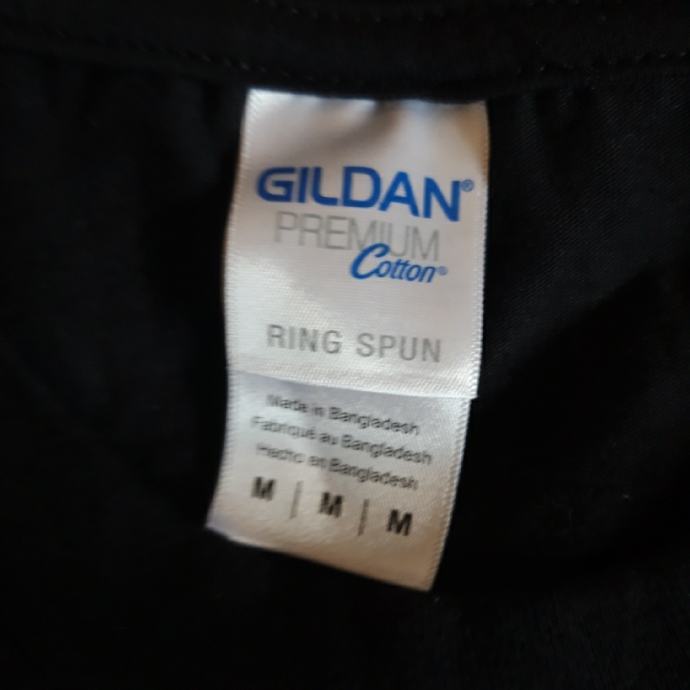 GILDAN®
PREMIUM
Cotton®
RING SPUN
Made in Bangladesh
Fabriqué au Bangladesh
Hecho en Bangladesh
M | M | M